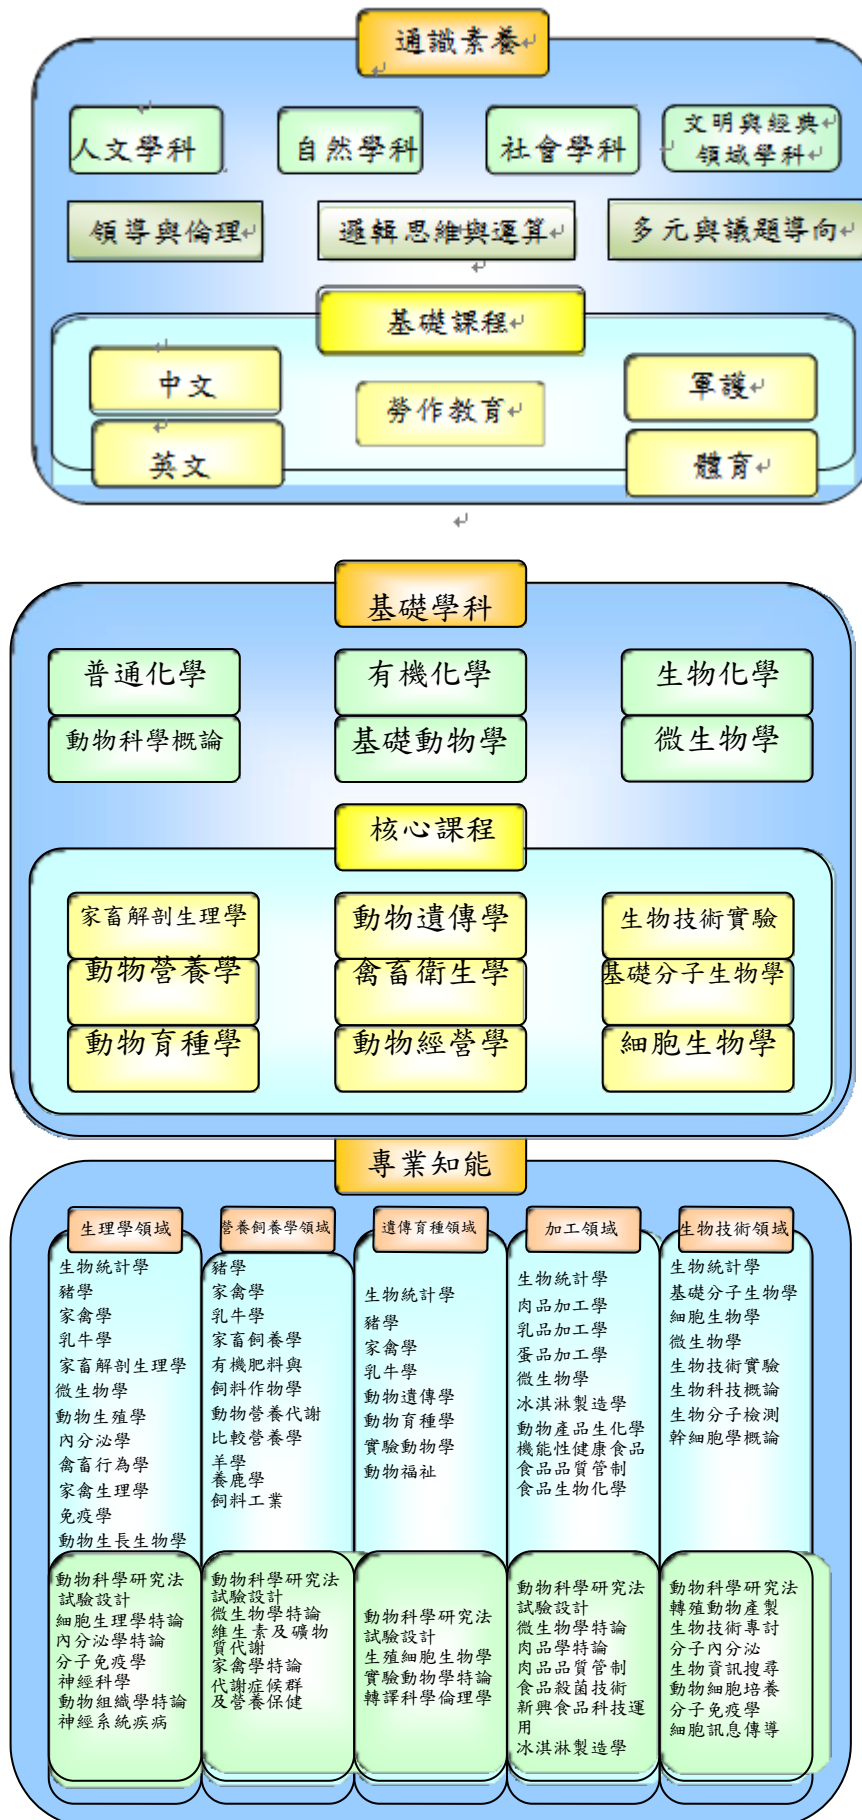 通識素養
人文學科
自然學科
社會學科
文明與經典
領域學科
領導與倫理
邏輯思維與運算
多元與議題導向
基礎課程
中文
勞作教育
軍護
英文
體育
基礎學科
普通化學
有機化學
生物化學
動物科學概論
基礎動物學
微生物學
核心課程
家畜解剖生理學
動物遺傳學
生物技術實驗
動物營養學
禽畜衛生學
基礎分子生物學
動物育種學
動物經營學
細胞生物學
專業知能
生理學領域
生物統計學
豬學
家禽學
乳牛學
家畜解剖生理學
微生物學
動物生殖學
內分泌學
禽畜行為學
家禽生理學
免疫學
動物生長生物學
動物科學研究法
試驗設計
細胞生理學特論
內分泌學特論
分子免疫學
神經科學
動物組織學特論
神經系統疾病
營養飼養學領域
豬學
家禽學
乳牛學
家畜飼養學
有機肥料與
飼料作物學
動物營養代謝
比較營養學
羊學
養鹿學
飼料工業
動物科學研究法
試驗設計
微生物學特論
維生素及礦物
質代謝
家禽學特論
代謝症候群
及營養保健
遺傳育種領域
生物統計學
豬學
家禽學
乳牛學
動物遺傳學
動物育種學
實驗動物學
動物福祉
動物科學研究法
試驗設計
生殖細胞生物學
實驗動物學特論
轉譯科學倫理學
加工領域
生物統計學
肉品加工學
乳品加工學
蛋品加工學
微生物學
冰淇淋製造學
動物產品生化學
機能性健康食品
食品品質管制
食品生物化學
動物科學研究法
試驗設計
微生物學特論
肉品學特論
肉品品質管制
食品殺菌技術
新興食品科技運
用
冰淇淋製造學
生物技術領域
生物統計學
基礎分子生物學
細胞生物學
微生物學
生物技術實驗
生物科技概論
生物分子檢測
幹細胞學概論
動物科學研究法
轉殖動物產製
生物技術專討
分子內分泌
生物資訊搜尋
動物細胞培養
分子免疫學
細胞訊息傳導